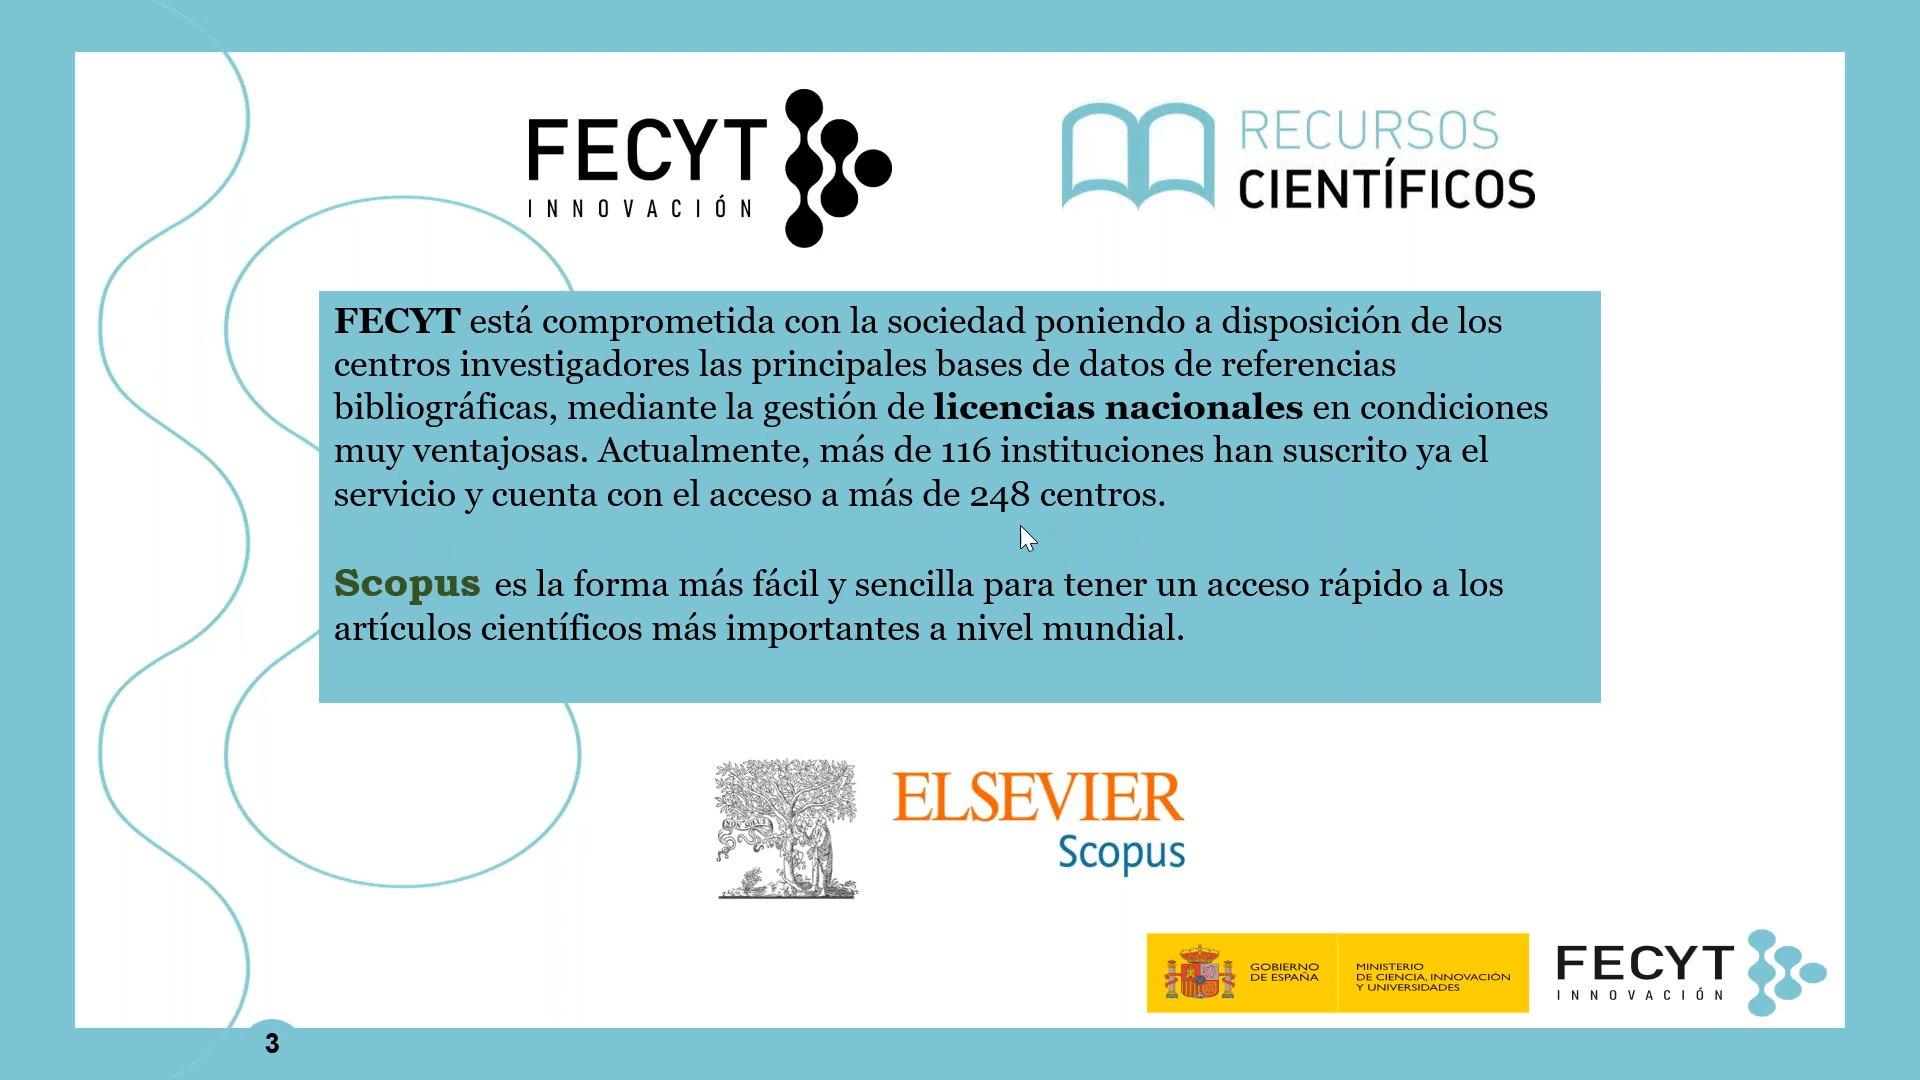 FECYT
INNOVACIÓN
RECURSOS
CIENTÍFICOS
FECYT está comprometida con la sociedad poniendo a disposición de los
centros investigadores las principales bases de datos de referencias
bibliográficas, mediante la gestión de licencias nacionales en condiciones
muy ventajosas. Actualmente, más de 116 instituciones han suscrito ya el
servicio y cuenta con el acceso a más de 248 centros.
Scopus es la forma más fácil y sencilla para tener un acceso rápido a los
artículos científicos más importantes a nivel mundial.
NON SOLUS
ELSEVIER
Scopus
GOBIERNO
DE ESPAÑA
MINISTERIO
DE CIENCIA, INNOVACIÓN
Y UNIVERSIDADES
FECYT
INNOVACIÓN
3